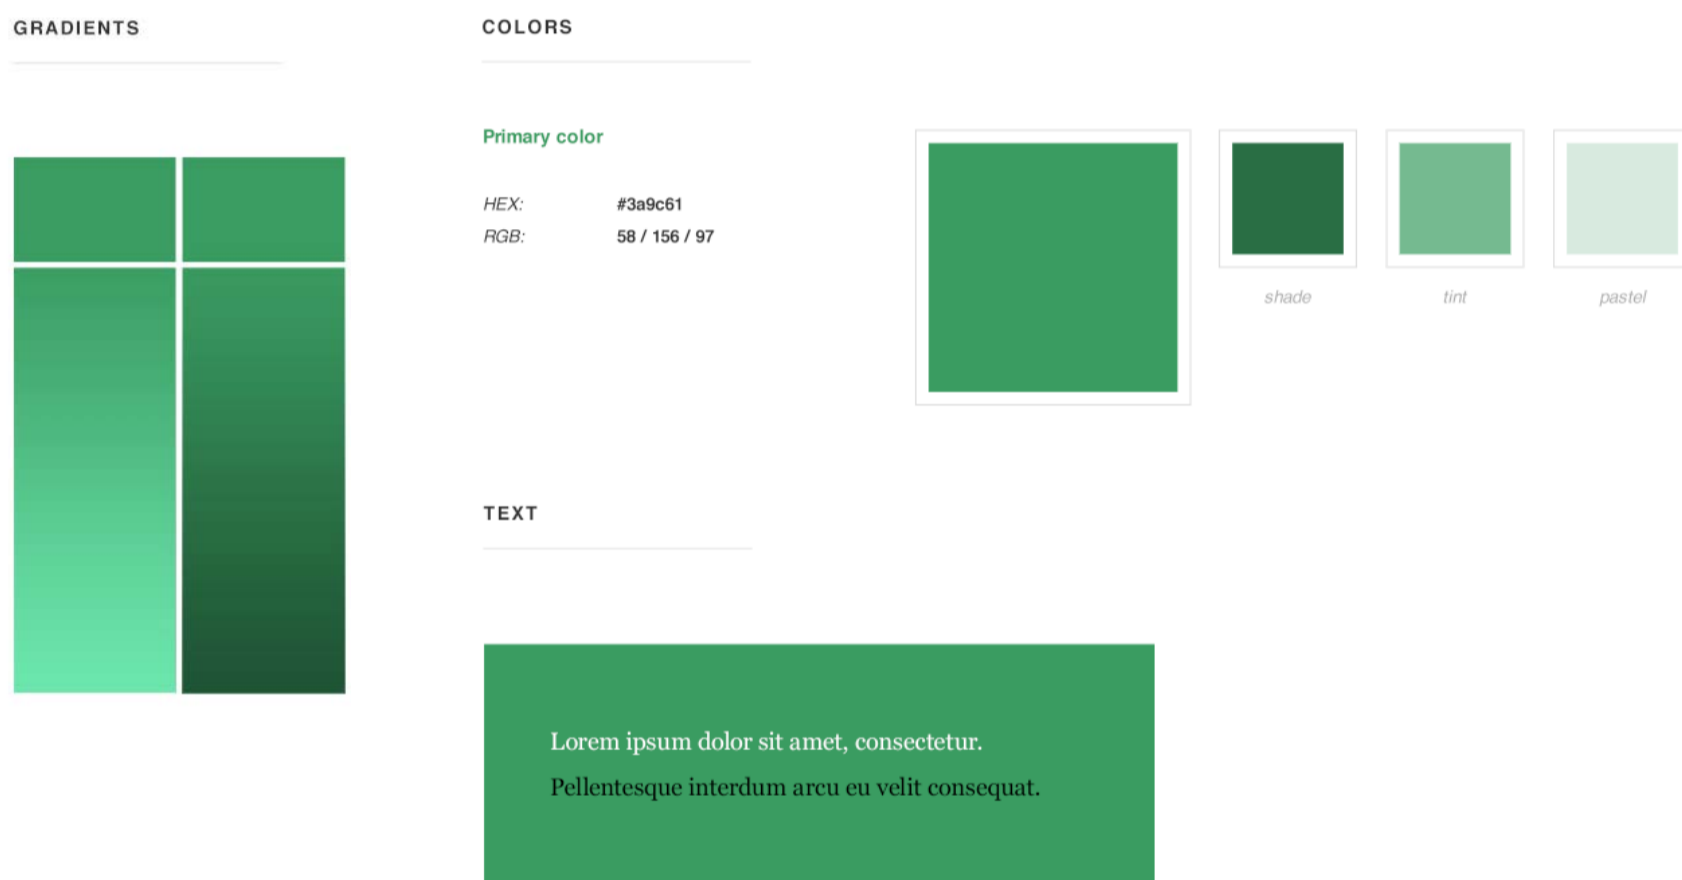 GRADIENTS
COLORS
Primary color
HEX: #3a9c61
RGB: 58 / 156 / 97
shade
tint
pastel
TEXT
Lorem ipsum dolor sit amet, consectetur.
Pellentesque interdum arcu eu velit consequat.